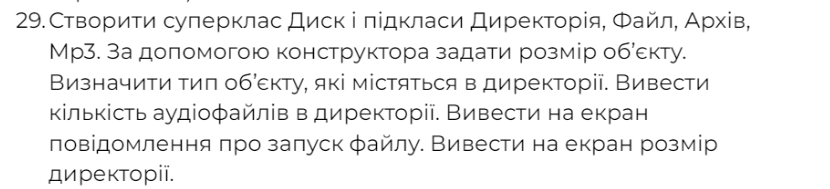 29. Створити суперклас Диск і підкласи Директорія, Файл, Архів,
Mp3. За допомогою конструктора задати розмір об’єкту.
Визначити тип об’єкту, які містяться в директорії. Вивести
кількість аудіофайлів в директорії. Вивести на екран
повідомлення про запуск файлу. Вивести на екран розмір
директорії.